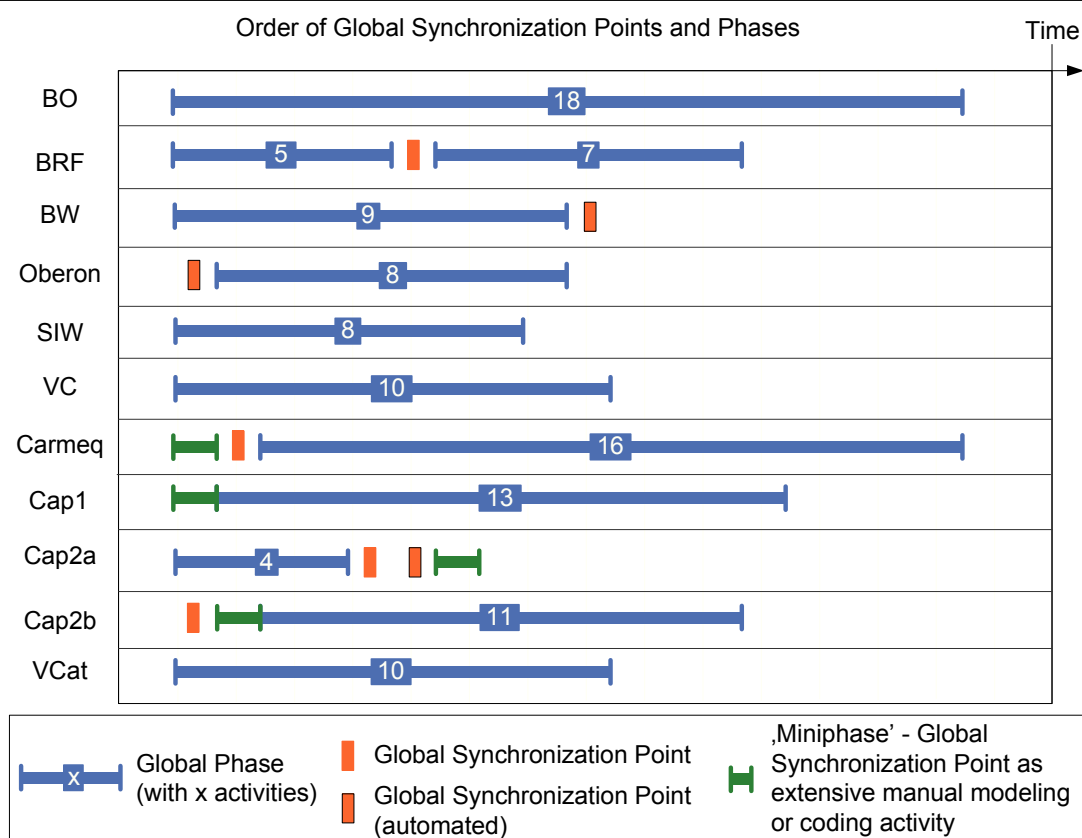 Order of Global Synchronization Points and Phases
Time
BO
18
BRF
5
7
BW
9
Oberon
8
SIW
8
VC
10
Carmeq
16
Cap1
13
Cap2a
4
Cap2b
11
VCat
10
x
Global Phase
(with x activities)
Global Synchronization Point
Global Synchronization Point
(automated)
‚Miniphase’ - Global
Synchronization Point as
extensive manual modeling
or coding activity